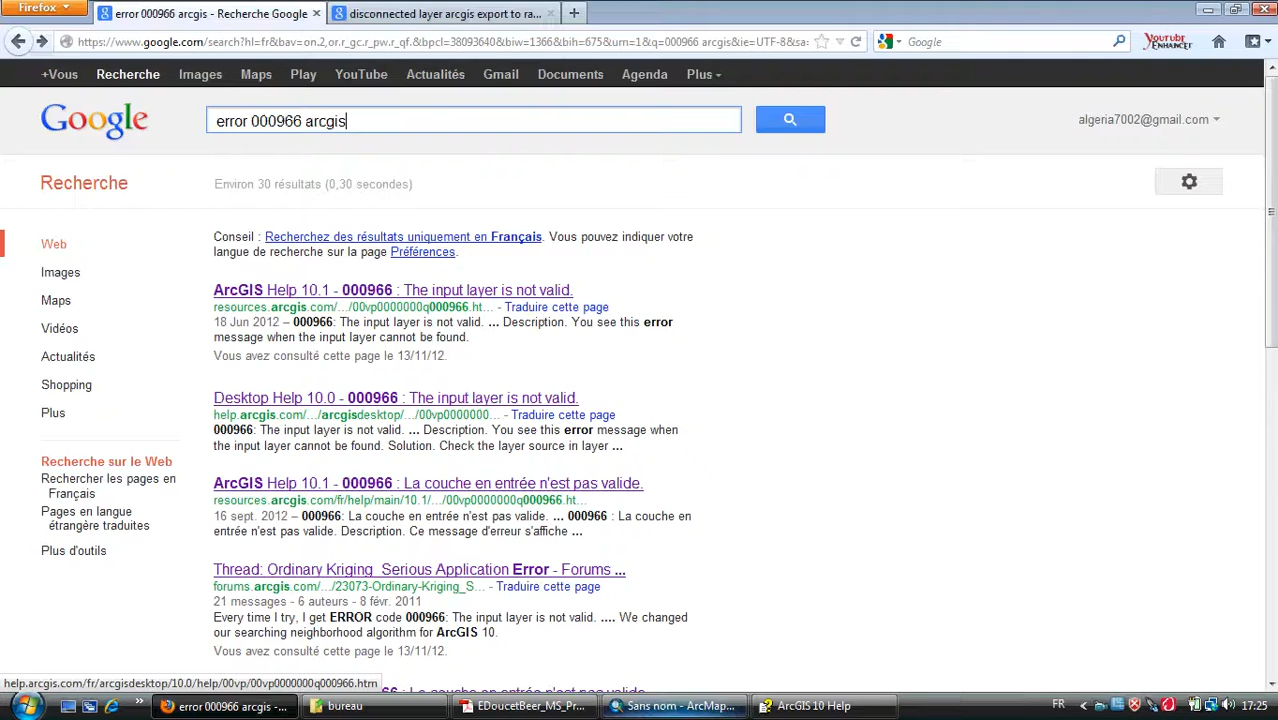 Firefox
error 000966 arcgis - Recherche Google
disconnected layer arcgis export to ra...
https://www.google.com/search?hl=fr&bav=on.2,or.r_gc.r_pw.r_qf.&bpcl=38093640&biw=1366&bih=675&um=1&q=000966 arcgis&ie=UTF-8&sa:
Google
YouTube ENHANCER
+Vous Recherche Images Maps Play YouTube Actualités Gmail Documents Agenda Plus
Google
error 000966 arcgis
algeria7002@gmail.com
Recherche
Environ 30 résultats (0,30 secondes)
Web
Images
Maps
Vidéos
Actualités
Shopping
Plus
Recherche sur le Web
Rechercher les pages en
Français
Pages en langue
étrangère traduites
Plus d'outils
Conseil : Recherchez des résultats uniquement en Français. Vous pouvez indiquer votre
langue de recherche sur la page Préférences.
ArcGIS Help 10.1 - 000966 : The input layer is not valid.
resources.arcgis.com/.../00vp0000000q000966.ht... - Traduire cette page
18 Jun 2012 – 000966: The input layer is not valid. ... Description. You see this error
message when the input layer cannot be found.
Vous avez consulté cette page le 13/11/12.
Desktop Help 10.0 - 000966 : The input layer is not valid.
help.arcgis.com/.../arcgisdesktop/.../00vp0000000... - Traduire cette page
000966: The input layer is not valid. ... Description. You see this error message when
the input layer cannot be found. Solution. Check the layer source in layer ...
ArcGIS Help 10.1 - 000966 : La couche en entrée n'est pas valide.
resources.arcgis.com/fr/help/main/10.1/.../00vp0000000q000966.ht...
16 sept. 2012 – 000966: La couche en entrée n'est pas valide. ... 000966 : La couche en
entrée n'est pas valide. Description. Ce message d'erreur s'affiche ...
Thread: Ordinary Kriging_Serious Application Error - Forums ...
forums.arcgis.com/.../23073-Ordinary-Kriging_S... - Traduire cette page
21 messages - 6 auteurs - 8 févr. 2011
Every time I try, I get ERROR code 000966: The input layer is not valid. .... We changed
our searching neighborhood algorithm for ArcGIS 10.
Vous avez consulté cette page le 13/11/12.
66 : La couche en entrée n'est pas valide.
help.arcgis.com/fr/arcgisdesktop/10.0/help/00vp/00vp0000000q000966.htm
error 000966 arcgis -...
bureau
EDoucetBeer_MS_Pr...
Sans nom - ArcMap...
ArcGIS 10 Help
FR
17:25